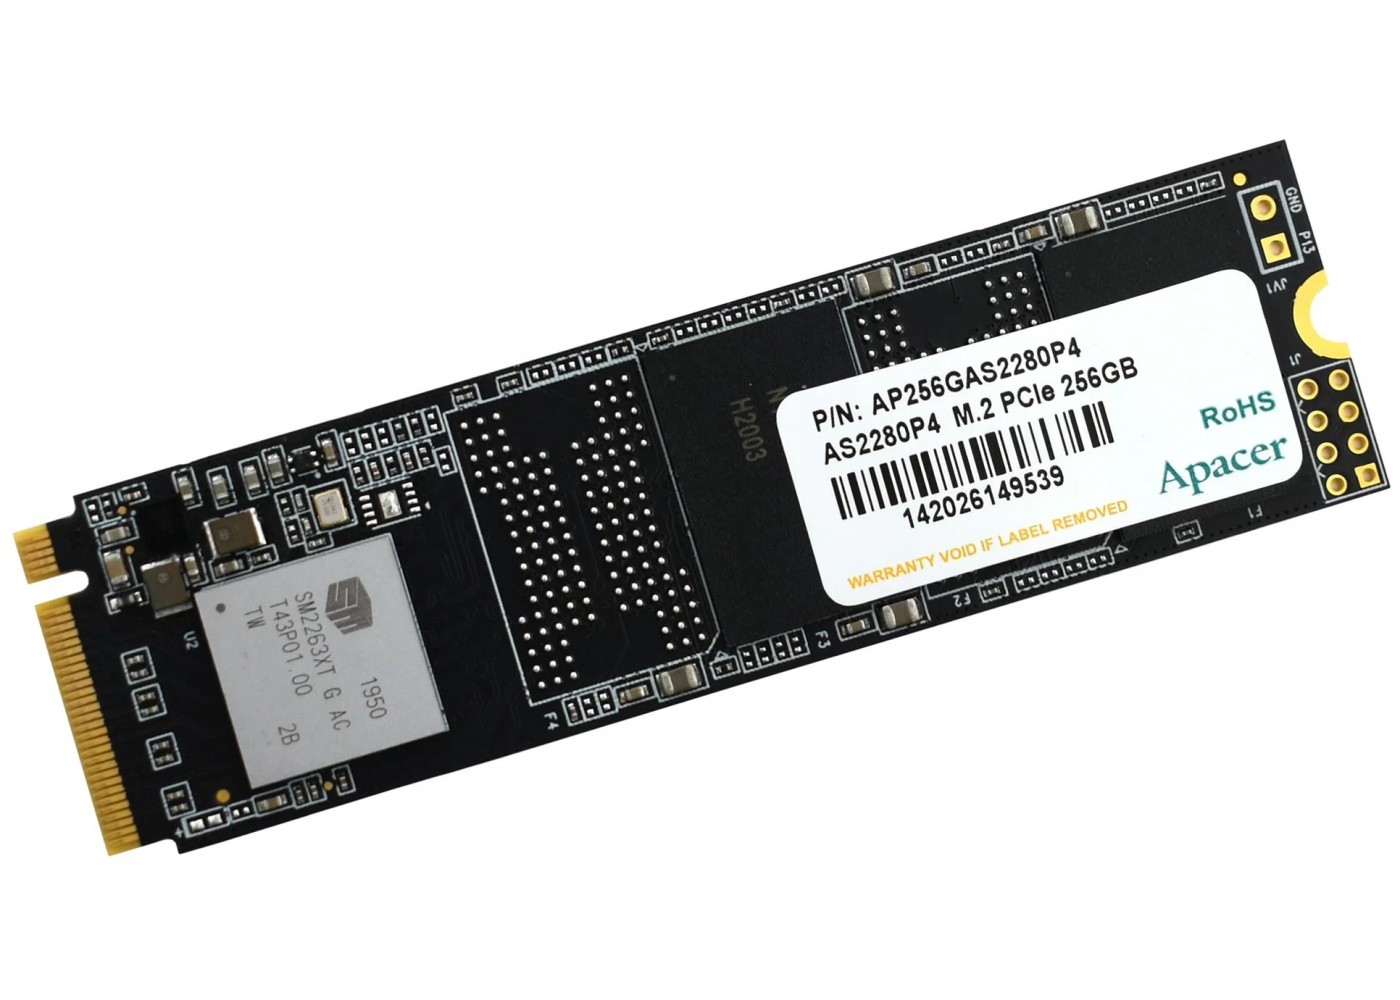 P/N: AP256GAS2280P4
AS2280P4 M.2 PCIe 256GB
142026149539
WARRANTY VOID IF LABEL REMOVED
RoHS
Apacer
SM2263XT G AC
T43P01.00
TW
1950
2B
H2003
GND
P13
JV1
J1
F1
F2
F3
F4
U2